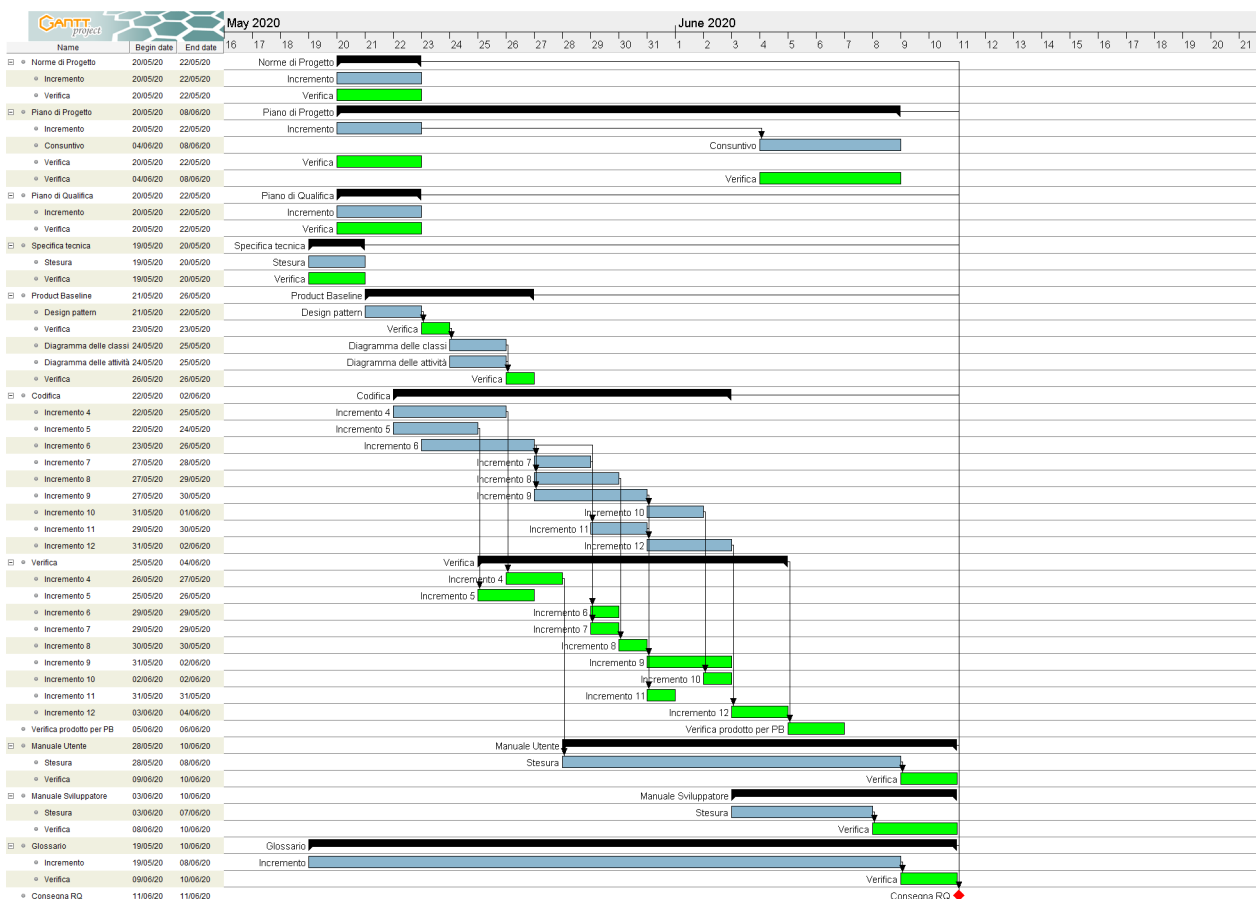 GANTT project
May 2020 June 2020
Name Begin date End date 16 17 18 19 20 21 22 23 24 25 26 27 28 29 30 31 1 2 3 4 5 6 7 8 9 10 11 12 13 14 15 16 17 18 19 20 21
Norme di Progetto 20/05/20 22/05/20 Norme di Progetto
Incremento 20/05/20 22/05/20 Incremento
Verifica 20/05/20 22/05/20 Verifica
Piano di Progetto 20/05/20 08/06/20 Piano di Progetto
Incremento 20/05/20 22/05/20 Incremento
Consuntivo 04/06/20 08/06/20 Consuntivo
Verifica 20/05/20 22/05/20 Verifica
Verifica 04/06/20 08/06/20 Verifica
Piano di Qualifica 20/05/20 22/05/20 Piano di Qualifica
Incremento 20/05/20 22/05/20 Incremento
Verifica 20/05/20 22/05/20 Verifica
Specifica tecnica 19/05/20 20/05/20 Specifica tecnica
Stesura 19/05/20 20/05/20 Stesura
Verifica 19/05/20 20/05/20 Verifica
Product Baseline 21/05/20 26/05/20 Product Baseline
Design pattern 21/05/20 22/05/20 Design pattern
Verifica 23/05/20 23/05/20 Verifica
Diagramma delle classi 24/05/20 25/05/20 Diagramma delle classi
Diagramma delle attività 24/05/20 25/05/20 Diagramma delle attività
Verifica 26/05/20 26/05/20 Verifica
Codifica 22/05/20 02/06/20 Codifica
Incremento 4 22/05/20 25/05/20 Incremento 4
Incremento 5 22/05/20 24/05/20 Incremento 5
Incremento 6 23/05/20 26/05/20 Incremento 6
Incremento 7 27/05/20 28/05/20 Incremento 7
Incremento 8 27/05/20 29/05/20 Incremento 8
Incremento 9 27/05/20 30/05/20 Incremento 9
Incremento 10 31/05/20 01/06/20 Incremento 10
Incremento 11 29/05/20 30/05/20 Incremento 11
Incremento 12 31/05/20 02/06/20 Incremento 12
Verifica 25/05/20 04/06/20 Verifica
Incremento 4 26/05/20 27/05/20 Incremento 4
Incremento 5 25/05/20 26/05/20 Incremento 5
Incremento 6 29/05/20 29/05/20 Incremento 6
Incremento 7 29/05/20 29/05/20 Incremento 7
Incremento 8 30/05/20 30/05/20 Incremento 8
Incremento 9 31/05/20 02/06/20 Incremento 9
Incremento 10 02/06/20 02/06/20 Incremento 10
Incremento 11 31/05/20 31/05/20 Incremento 11
Incremento 12 03/06/20 04/06/20 Incremento 12
Verifica prodotto per PB 05/06/20 06/06/20 Verifica prodotto per PB
Manuale Utente 28/05/20 10/06/20 Manuale Utente
Stesura 28/05/20 08/06/20 Stesura
Verifica 09/06/20 10/06/20 Verifica
Manuale Sviluppatore 03/06/20 10/06/20 Manuale Sviluppatore
Stesura 03/06/20 07/06/20 Stesura
Verifica 08/06/20 10/06/20 Verifica
Glossario 19/05/20 10/06/20 Glossario
Incremento 19/05/20 08/06/20 Incremento
Verifica 09/06/20 10/06/20 Verifica
Consegna RQ 11/06/20 11/06/20 Consegna RQ